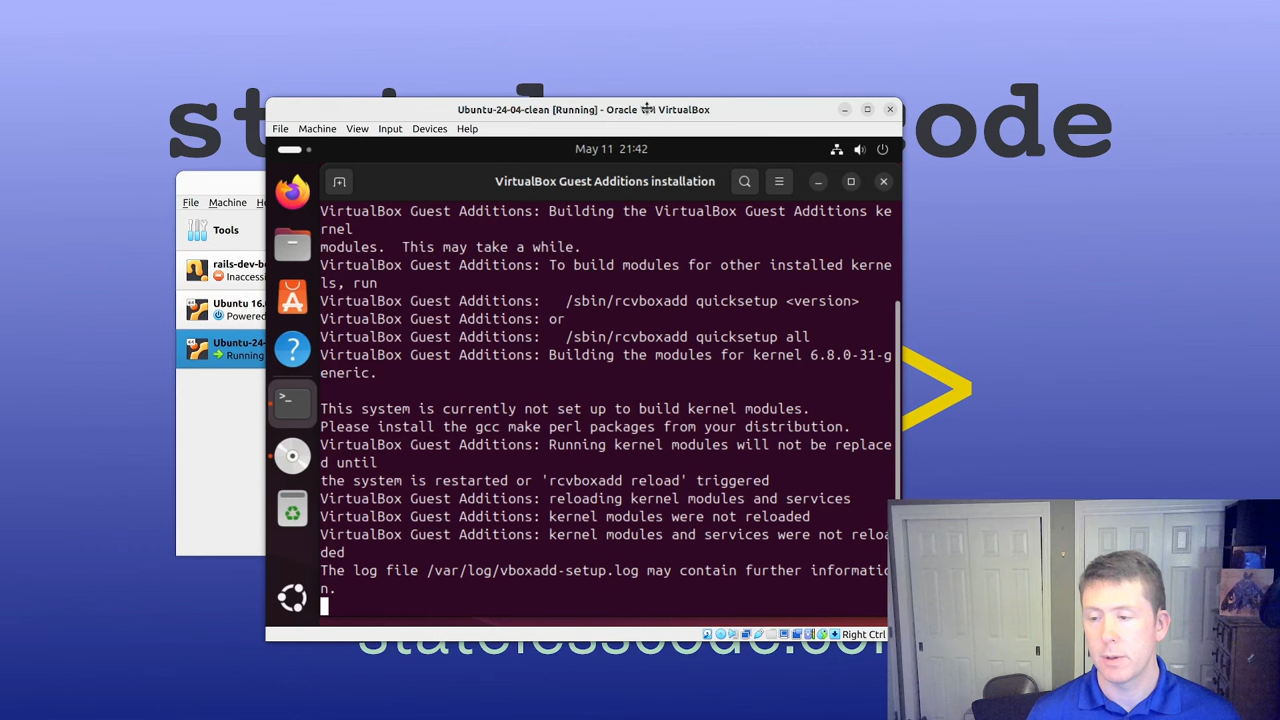 Ubuntu-24-04-clean [Running] - Oracle VirtualBox
File Machine View Input Devices Help
May 11 21:42
VirtualBox Guest Additions installation
VirtualBox Guest Additions: Building the VirtualBox Guest Additions ke
rnel
modules. This may take a while.
VirtualBox Guest Additions: To build modules for other installed kerne
ls, run
VirtualBox Guest Additions: /sbin/rcvboxadd quicksetup <version>
VirtualBox Guest Additions: or
VirtualBox Guest Additions: /sbin/rcvboxadd quicksetup all
VirtualBox Guest Additions: Building the modules for kernel 6.8.0-31-g
eneric.
This system is currently not set up to build kernel modules.
Please install the gcc make perl packages from your distribution.
VirtualBox Guest Additions: Running kernel modules will not be replace
d until
the system is restarted or 'rcvboxadd reload' triggered
VirtualBox Guest Additions: reloading kernel modules and services
VirtualBox Guest Additions: kernel modules were not reloaded
VirtualBox Guest Additions: kernel modules and services were not reloa
ded
The log file /var/log/vboxadd-setup.log may contain further informatio
n.
Right Ctrl
File Machine
Tools
rails-dev-b
Inaccess
Ubuntu 16.
Powered
Ubuntu-24-
Running
ode
>